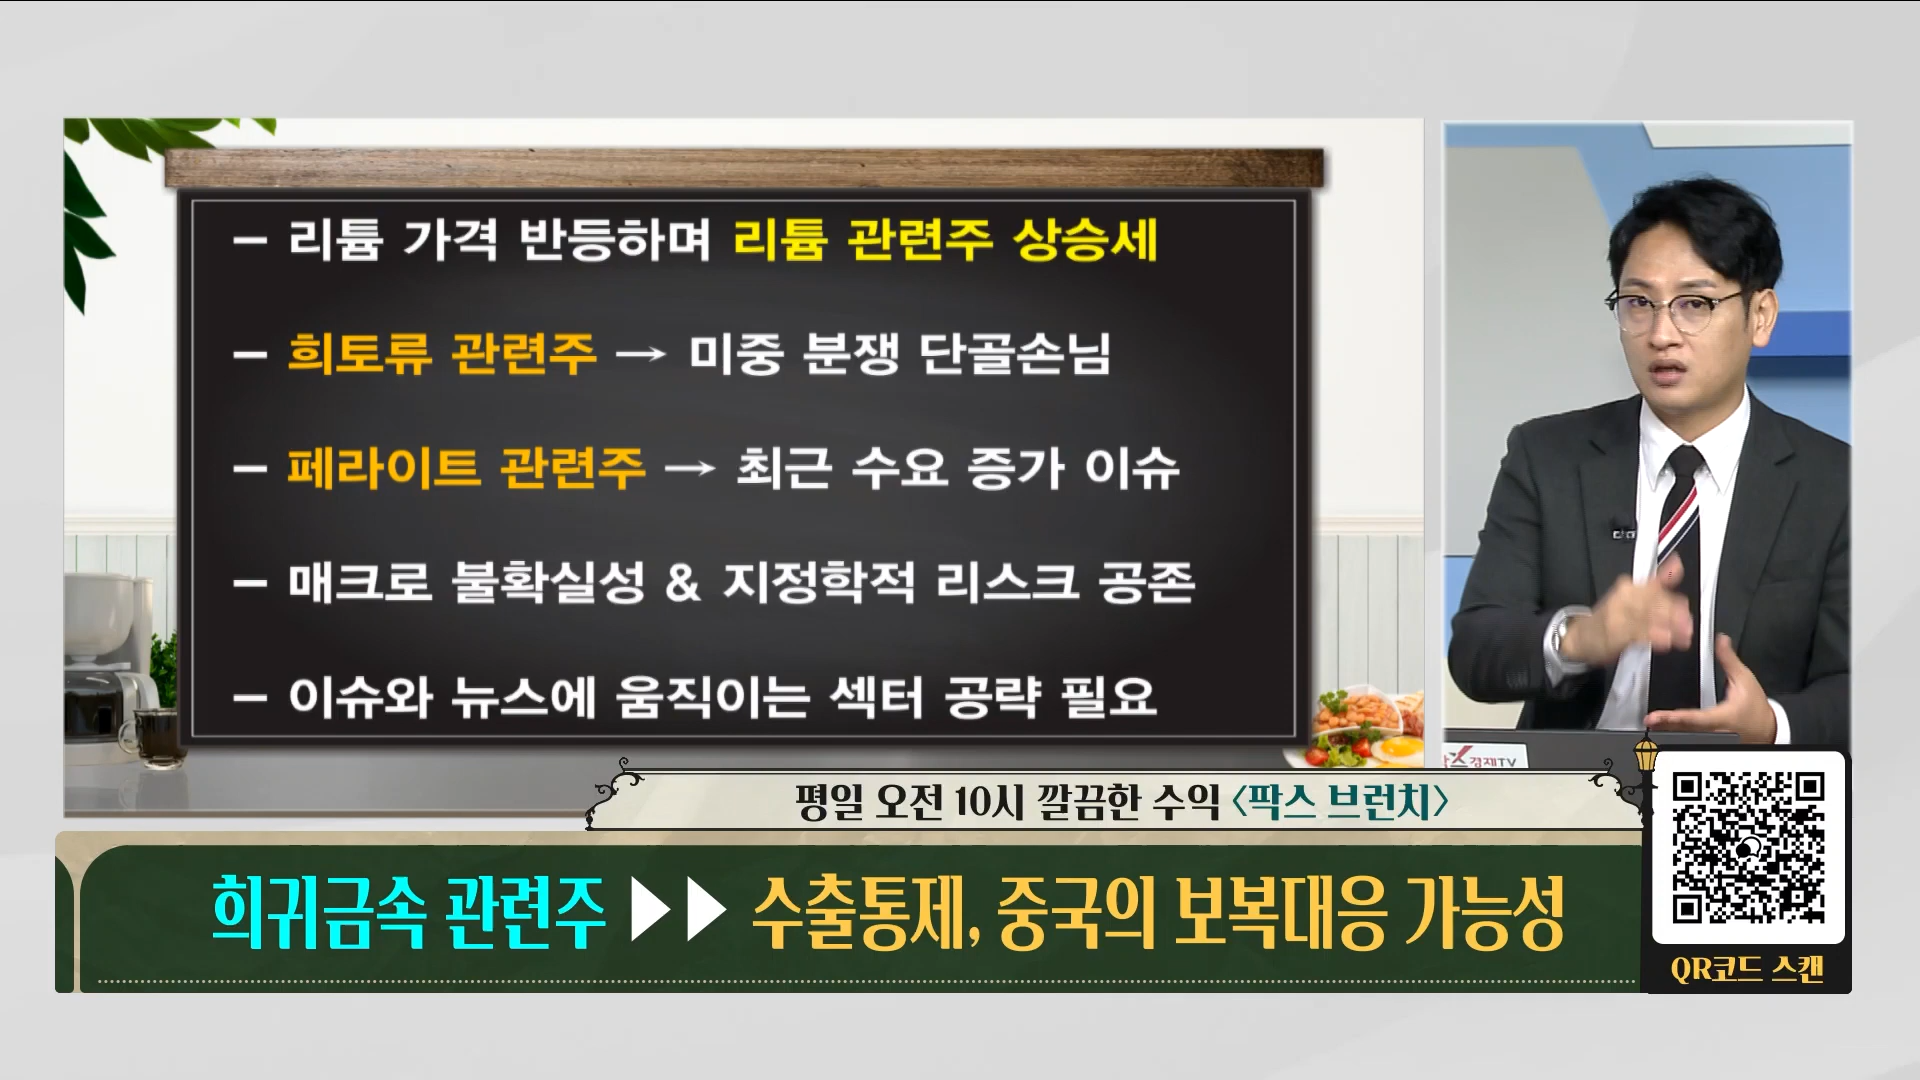 - 리튬 가격 반등하며 리튬 관련주 상승세
- 희토류 관련주 → 미중 분쟁 단골손님
- 페라이트 관련주 → 최근 수요 증가 이슈
- 매크로 불확실성 & 지정학적 리스크 공존
- 이슈와 뉴스에 움직이는 섹터 공략 필요
경제TV
평일 오전 10시 깔끔한 수익 <팍스 브런치>
희귀금속 관련주 ▶▶ 수출통제, 중국의 보복대응 가능성
QR코드 스캔